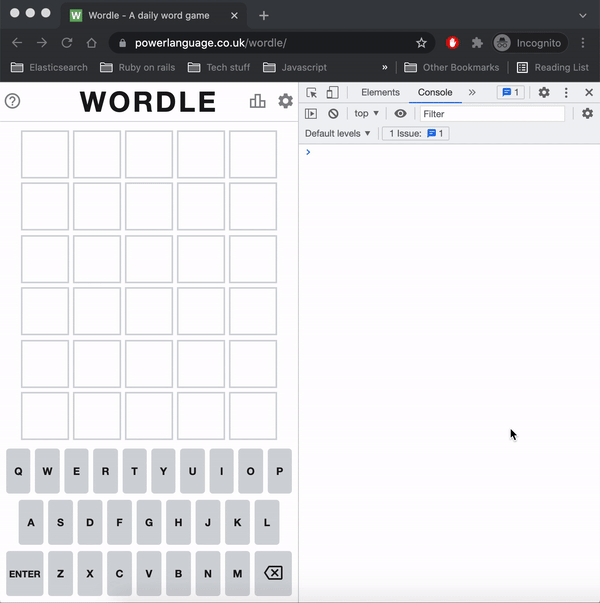 Wordle - A daily word game
powerlanguage.co.uk/wordle/
Incognito
Elasticsearch Ruby on rails Tech stuff Javascript » Other Bookmarks Reading List
WORDLE
Elements Console » 1
top Filter
Default levels 1 Issue: 1
Q W E R T Y U I O P
A S D F G H J K L
ENTER Z X C V B N M